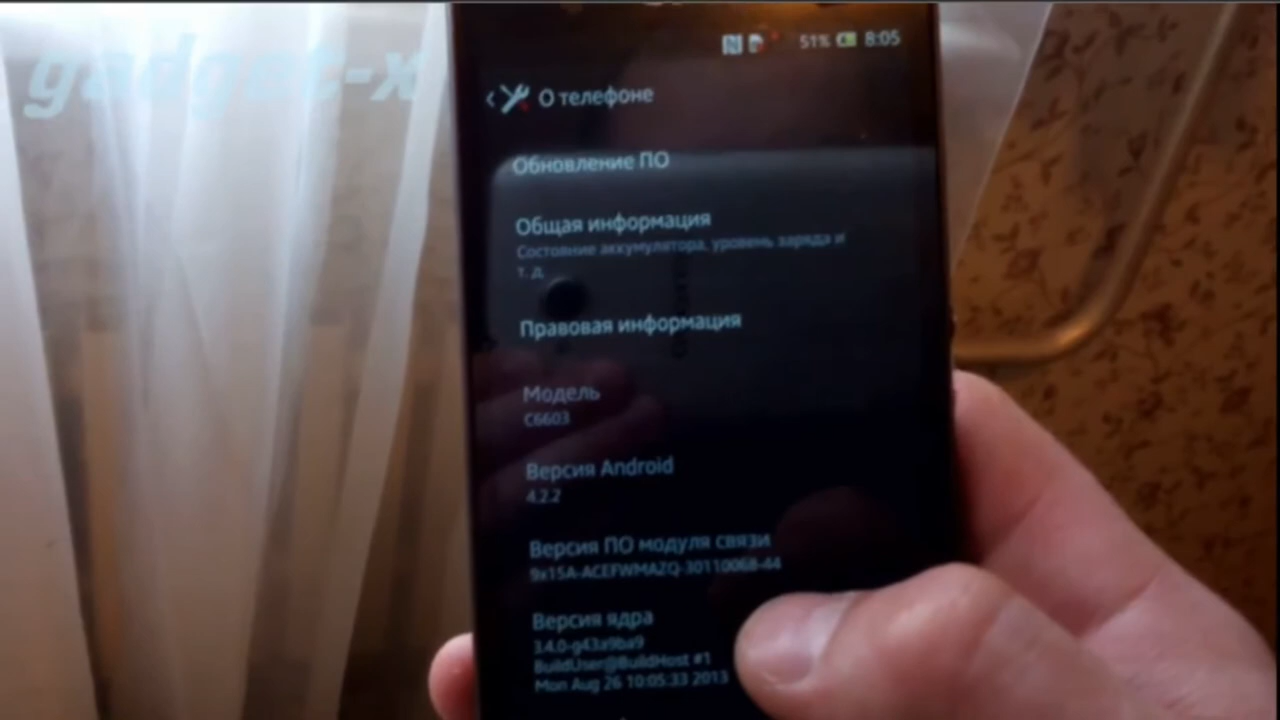 gadget-x
51% 8:05
О телефоне
Обновление ПО
Общая информация
Состояние аккумулятора, уровень заряда и
т. д.
Правовая информация
Модель
C6603
Версия Android
4.2.2
Версия ПО модуля связи
9x15A-ACEFWMAZQ-30110068-44
Версия ядра
3.4.0-g43a9ba9
BuildUser@BuildHost #1
Mon Aug 26 10:05:33 2013